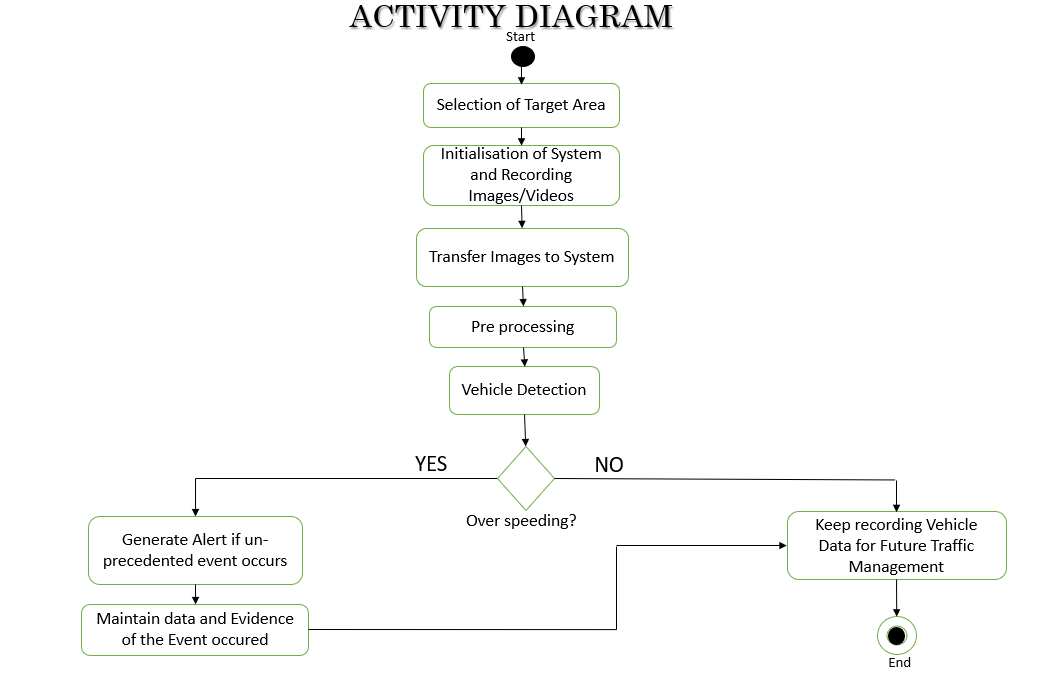 ACTIVITY DIAGRAM
Start
Selection of Target Area
Initialisation of System
and Recording
Images/Videos
Transfer Images to System
Pre processing
Vehicle Detection
YES
NO
Over speeding?
Generate Alert if un-
precedented event occurs
Keep recording Vehicle
Data for Future Traffic
Management
Maintain data and Evidence
of the Event occured
End